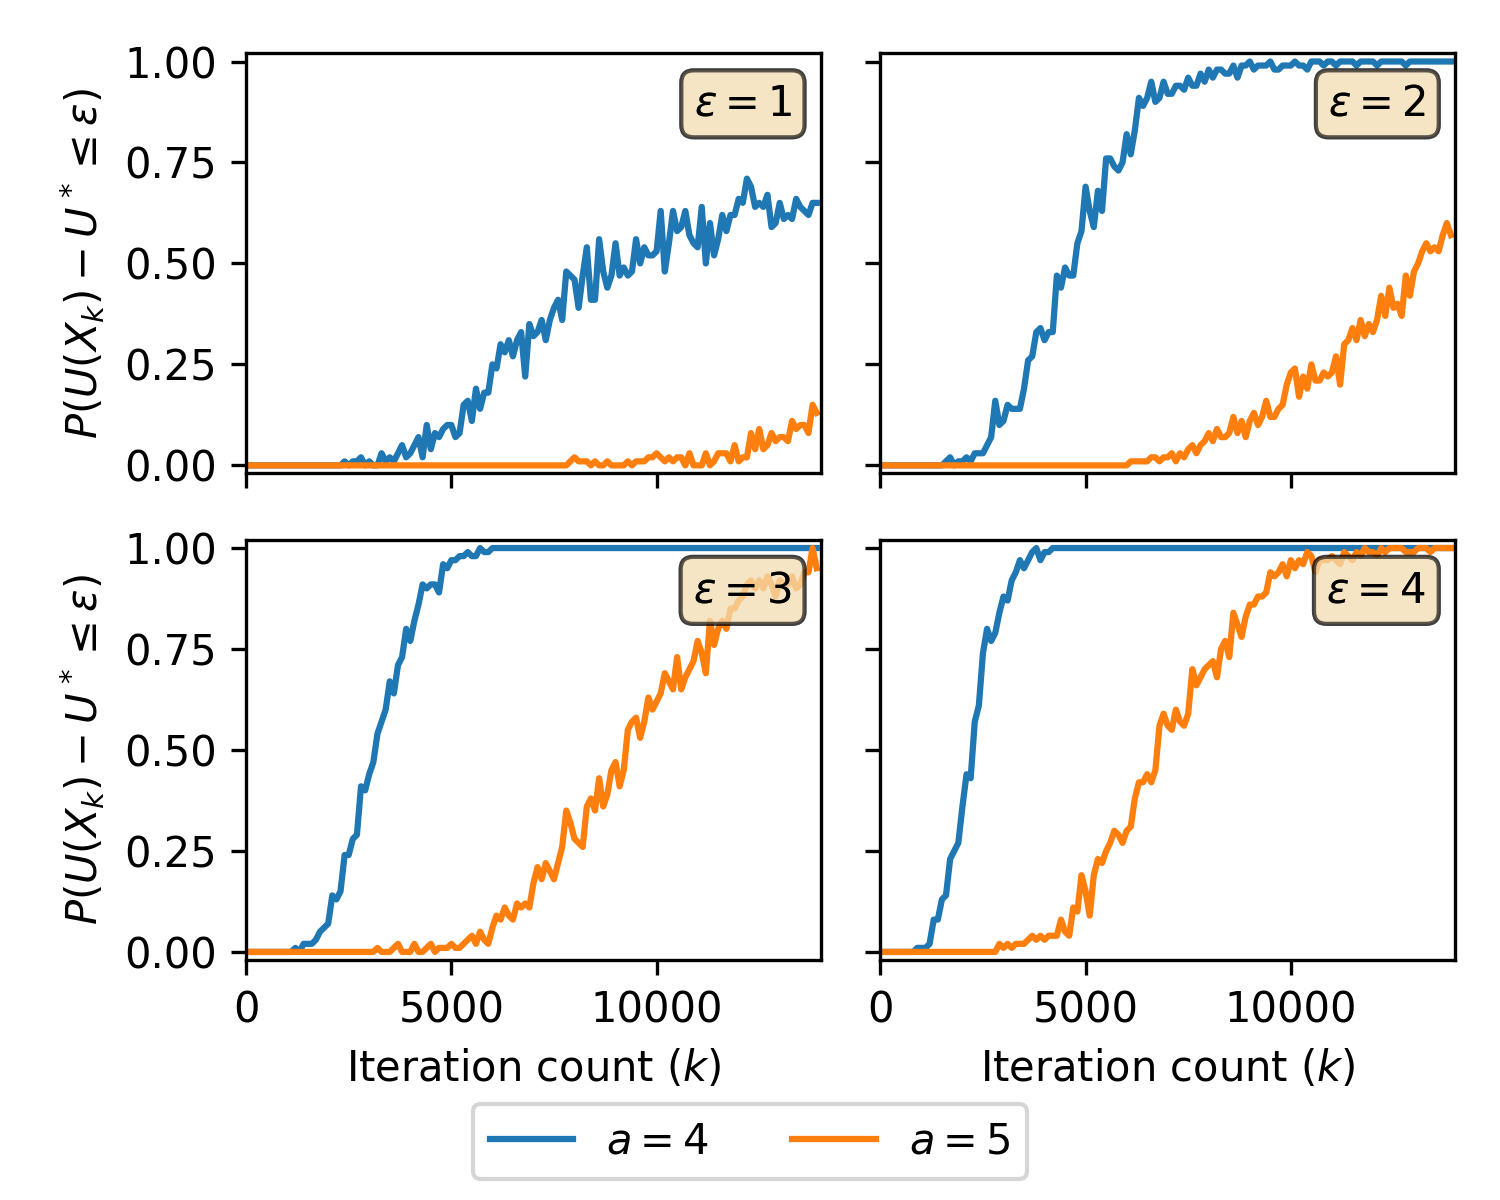 1.00
0.75
0.50
0.25
0.00
P(U(X_k) − U* ≤ ε)
ε = 1
ε = 2
1.00
0.75
0.50
0.25
0.00
P(U(X_k) − U* ≤ ε)
ε = 3
ε = 4
0 5000 10000
0 5000 10000
Iteration count (k)
Iteration count (k)
a = 4
a = 5